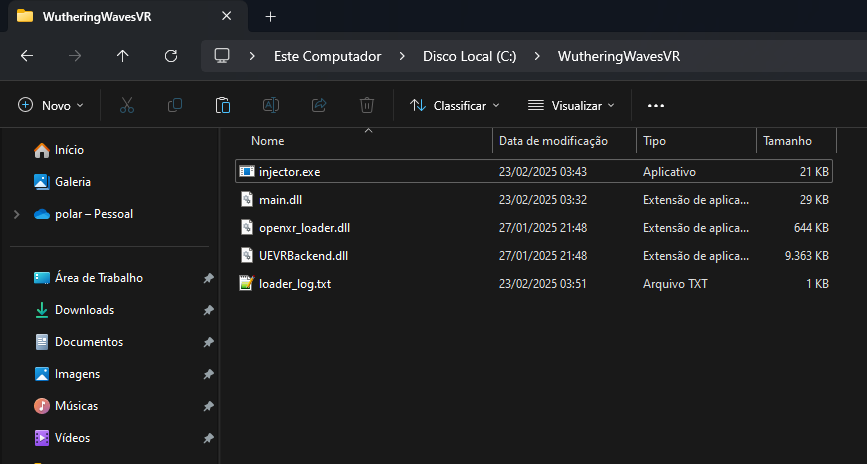 WutheringWavesVR
Este Computador > Disco Local (C:) > WutheringWavesVR
Novo Classificar Visualizar
Nome Data de modificação Tipo Tamanho
injector.exe 23/02/2025 03:43 Aplicativo 21 KB
main.dll 23/02/2025 03:32 Extensão de aplica... 29 KB
openxr_loader.dll 27/01/2025 21:48 Extensão de aplica... 644 KB
UEVRBackend.dll 27/01/2025 21:48 Extensão de aplica... 9.363 KB
loader_log.txt 23/02/2025 03:51 Arquivo TXT 1 KB
Início
Galeria
polar – Pessoal
Área de Trabalho
Downloads
Documentos
Imagens
Músicas
Vídeos